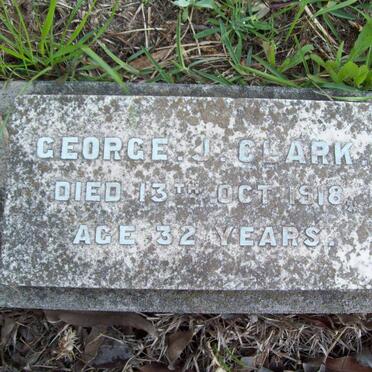 GEORGE. J. CLARK.
DIED 13TH OCT 1918.
AGE 32 YEARS.